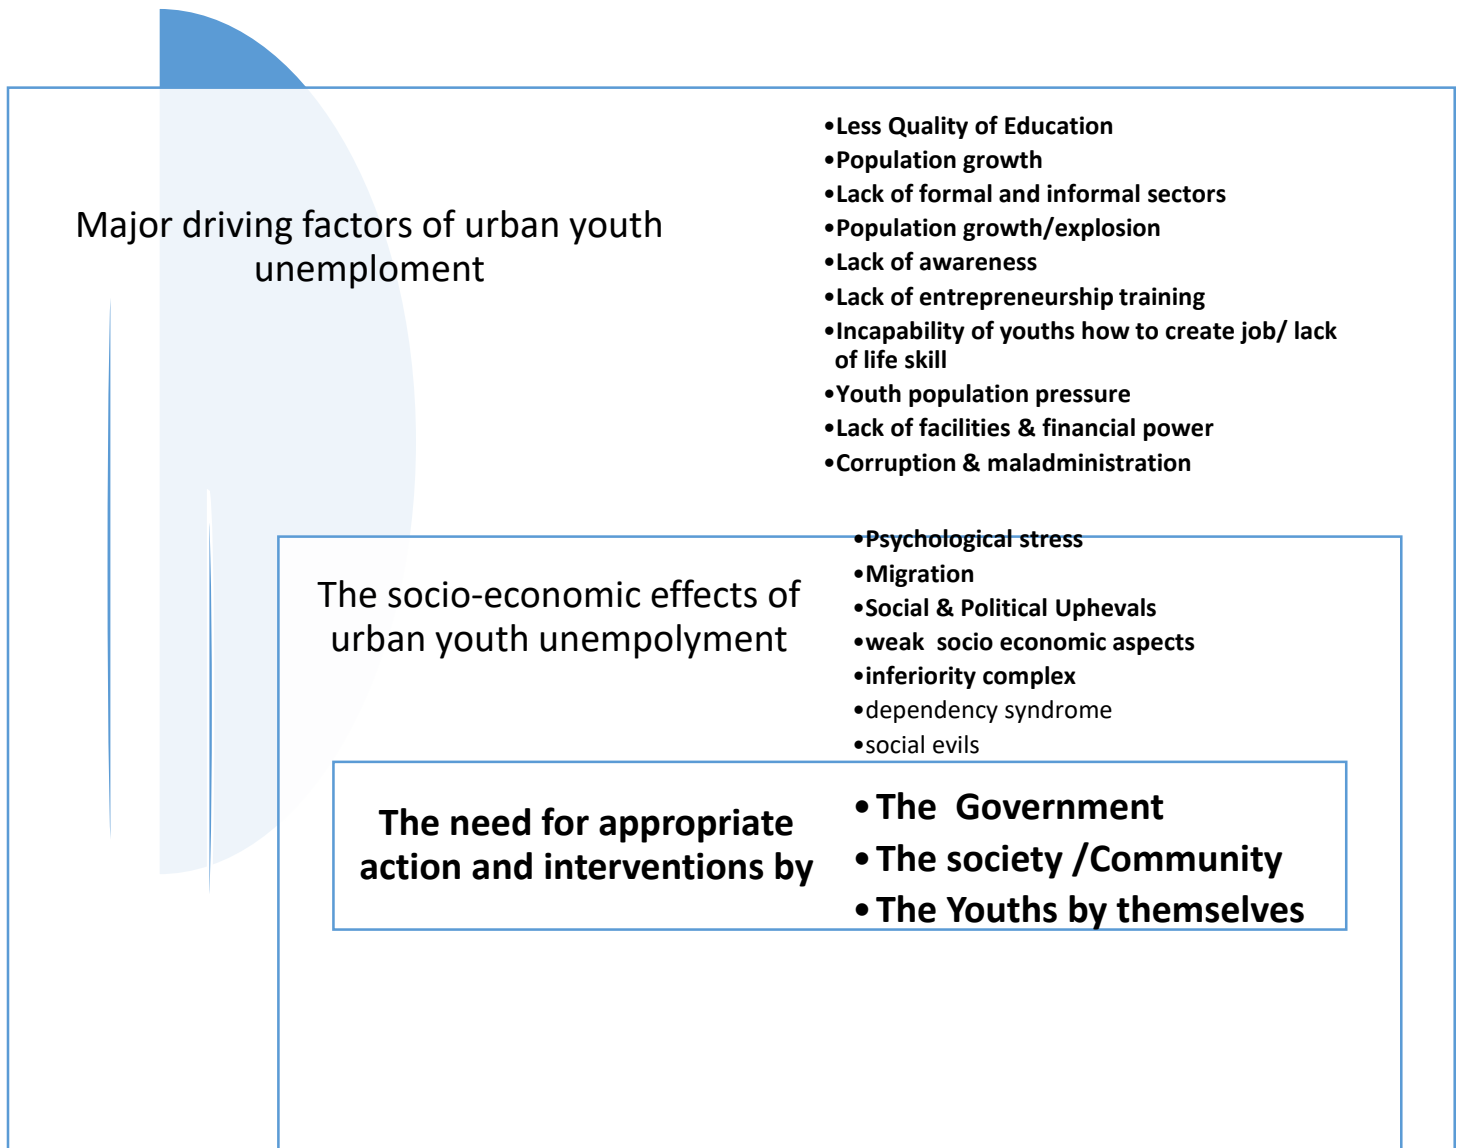 Major driving factors of urban youth
unemploment
•Less Quality of Education
•Population growth
•Lack of formal and informal sectors
•Population growth/explosion
•Lack of awareness
•Lack of entrepreneurship training
•Incapability of youths how to create job/ lack
of life skill
•Youth population pressure
•Lack of facilities & financial power
•Corruption & maladministration
The socio-economic effects of
urban youth unempolyment
•Psychological stress
•Migration
•Social & Political Uphevals
•weak  socio economic aspects
•inferiority complex
•dependency syndrome
•social evils
The need for appropriate
action and interventions by
•The  Government
•The society /Community
•The Youths by themselves